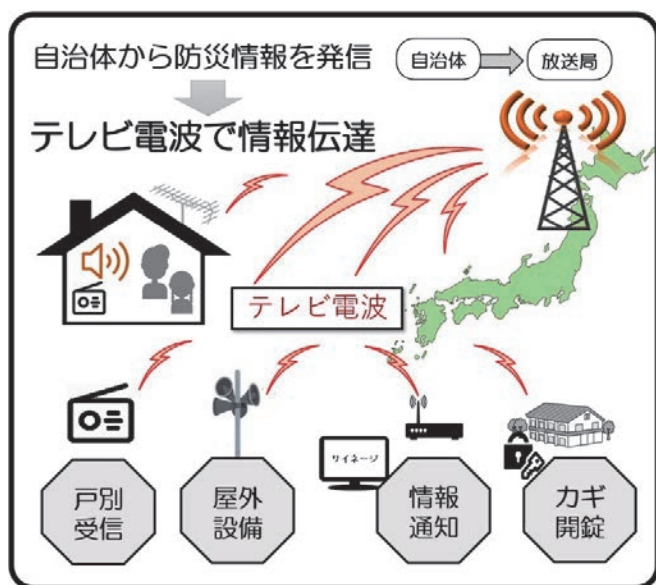 自治体から防災情報を発信
自治体
放送局
テレビ電波で情報伝達
テレビ電波
サイネージ
戸別
受信
屋外
設備
情報
通知
カギ
開錠